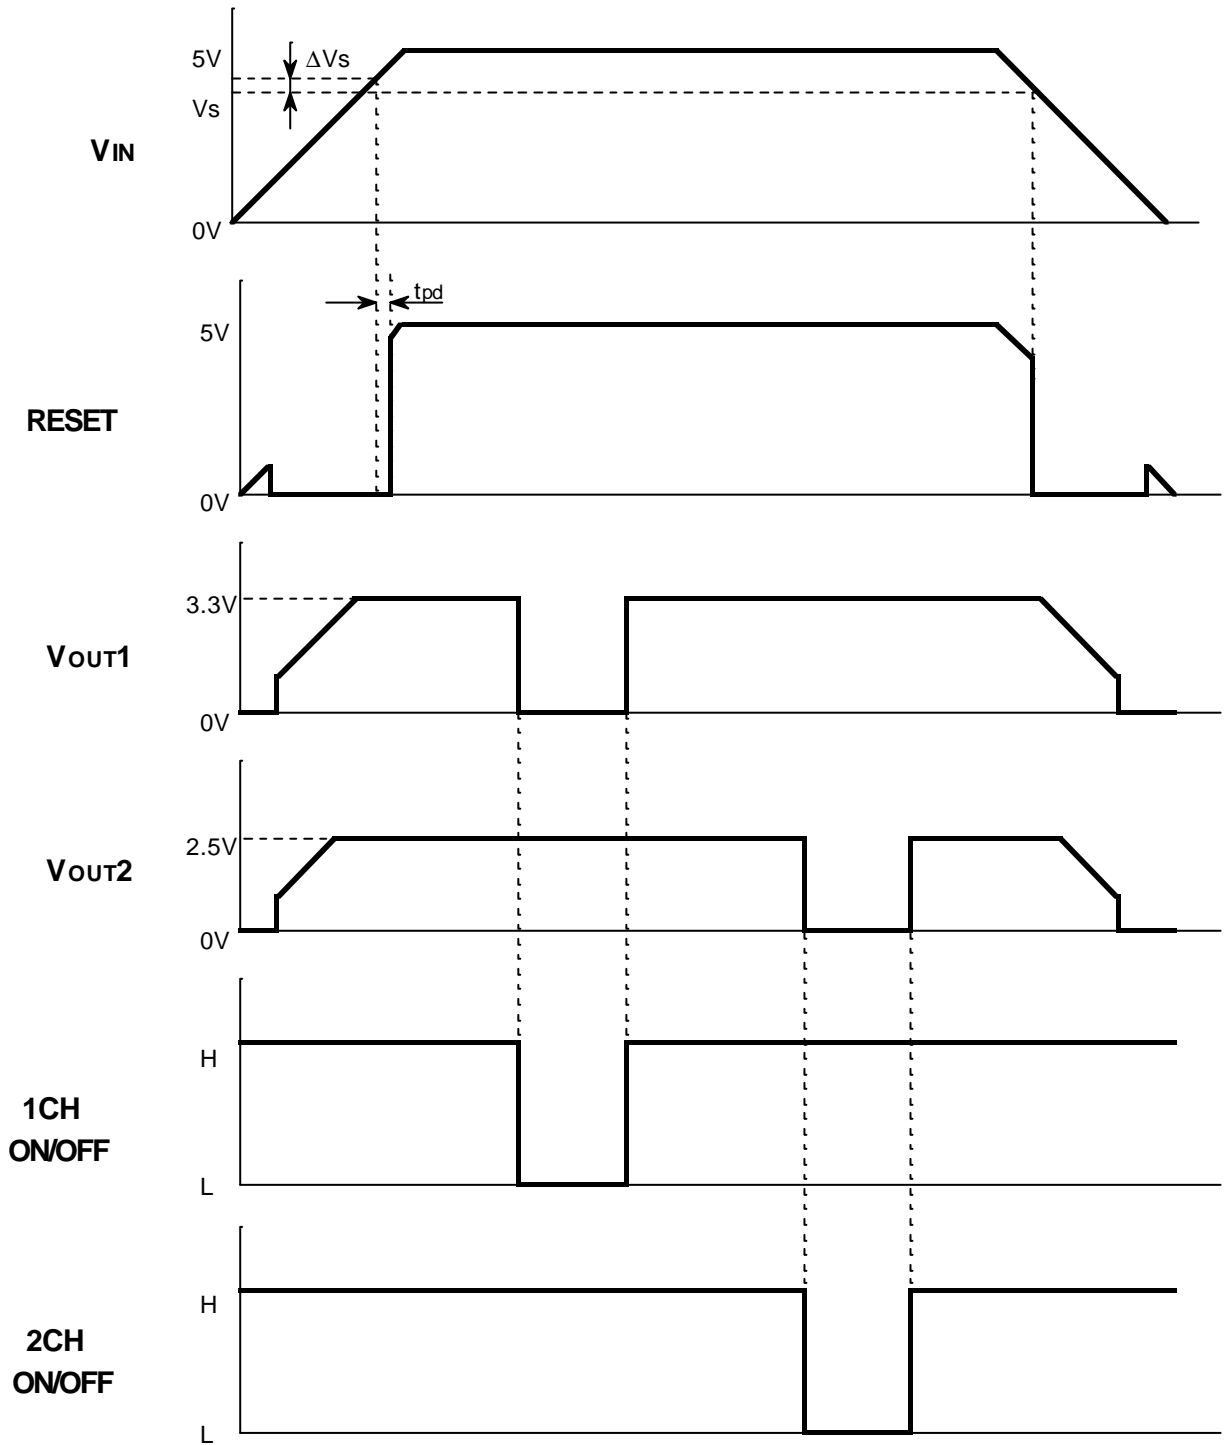 5V
ΔVs
Vs
VIN
0V
tpd
5V
RESET
0V
3.3V
VOUT1
0V
2.5V
VOUT2
0V
H
1CH
ON/OFF
L
H
2CH
ON/OFF
L